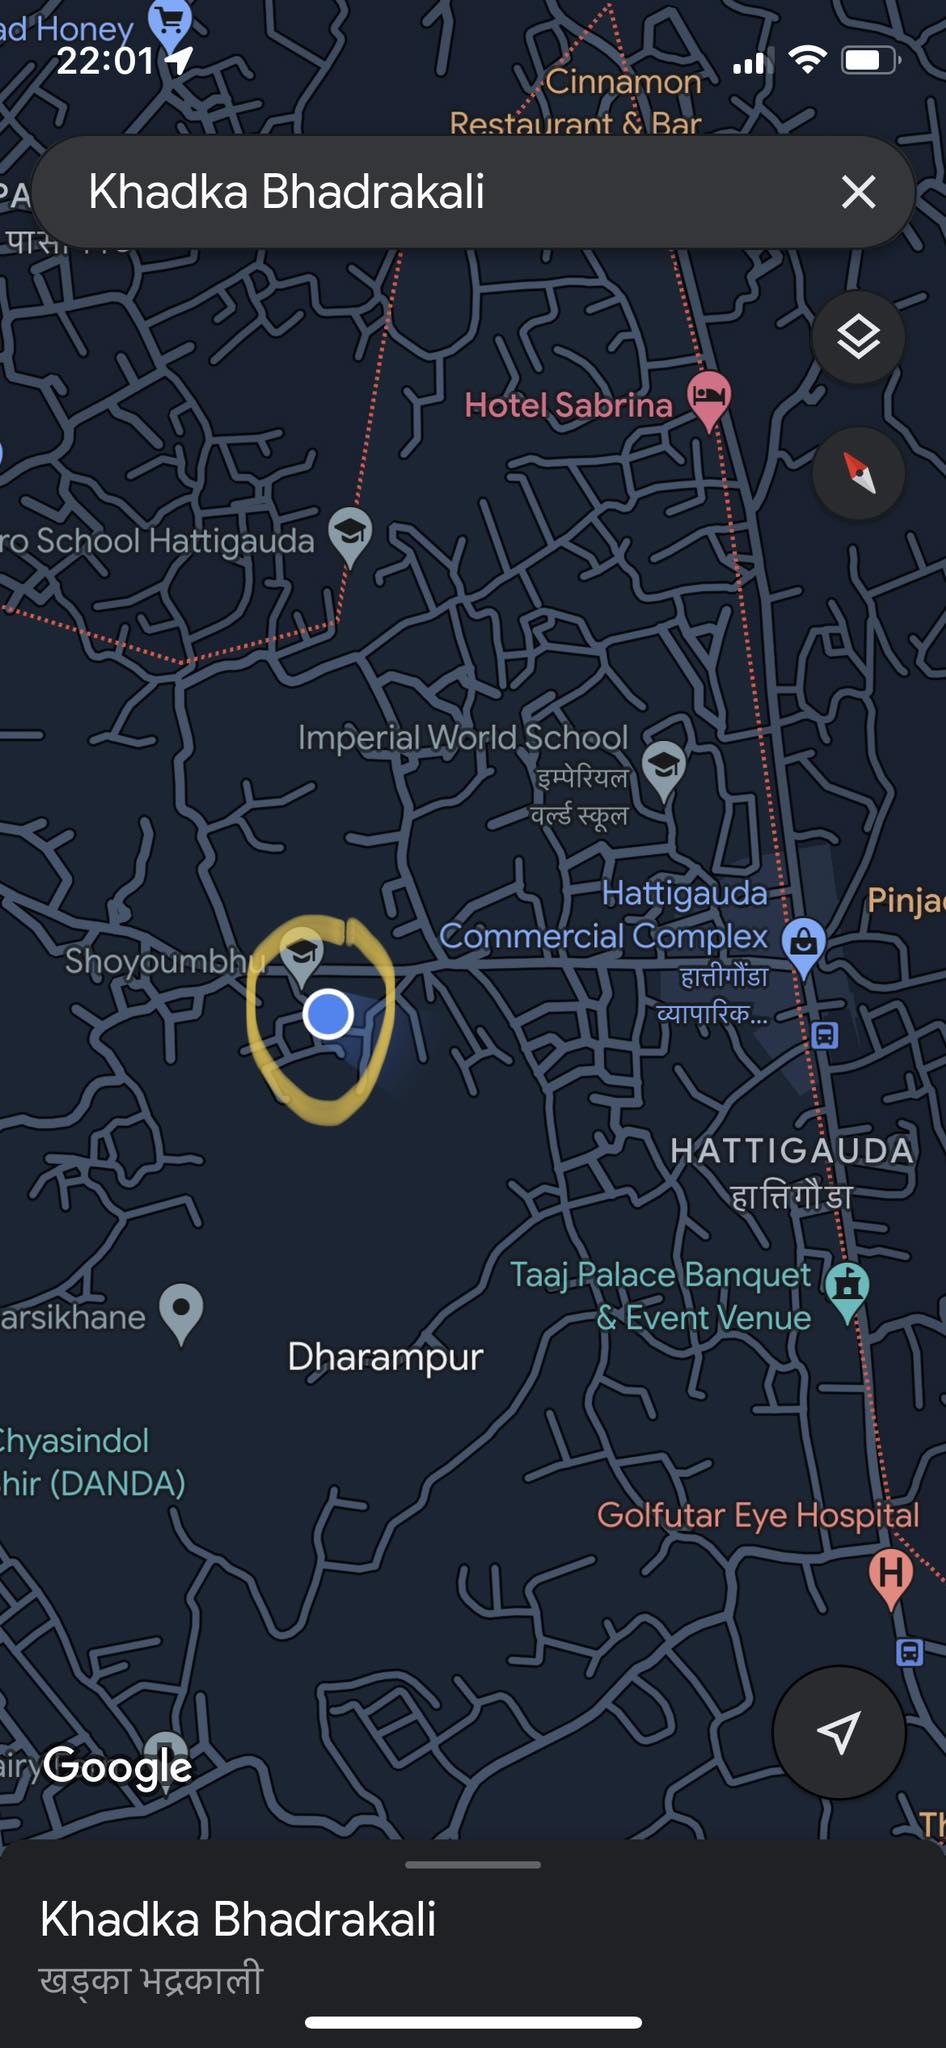 ad Honey
22:01
Cinnamon
Restaurant & Bar
Khadka Bhadrakali
PA
Hotel Sabrina
ro School Hattigauda
Imperial World School
इम्पेरियल
वर्ल्ड स्कूल
Hattigauda
Commercial Complex
हात्तीगौंडा
व्यापारिक...
Pinja
Shoyoumbhu
HATTIGAUDA
हात्तिगौडा
Taaj Palace Banquet
& Event Venue
arsikhane
Dharampur
Chyasindol
hir (DANDA)
Golfutar Eye Hospital
H
airy
Google
Th
Khadka Bhadrakali
खड्का भद्रकाली